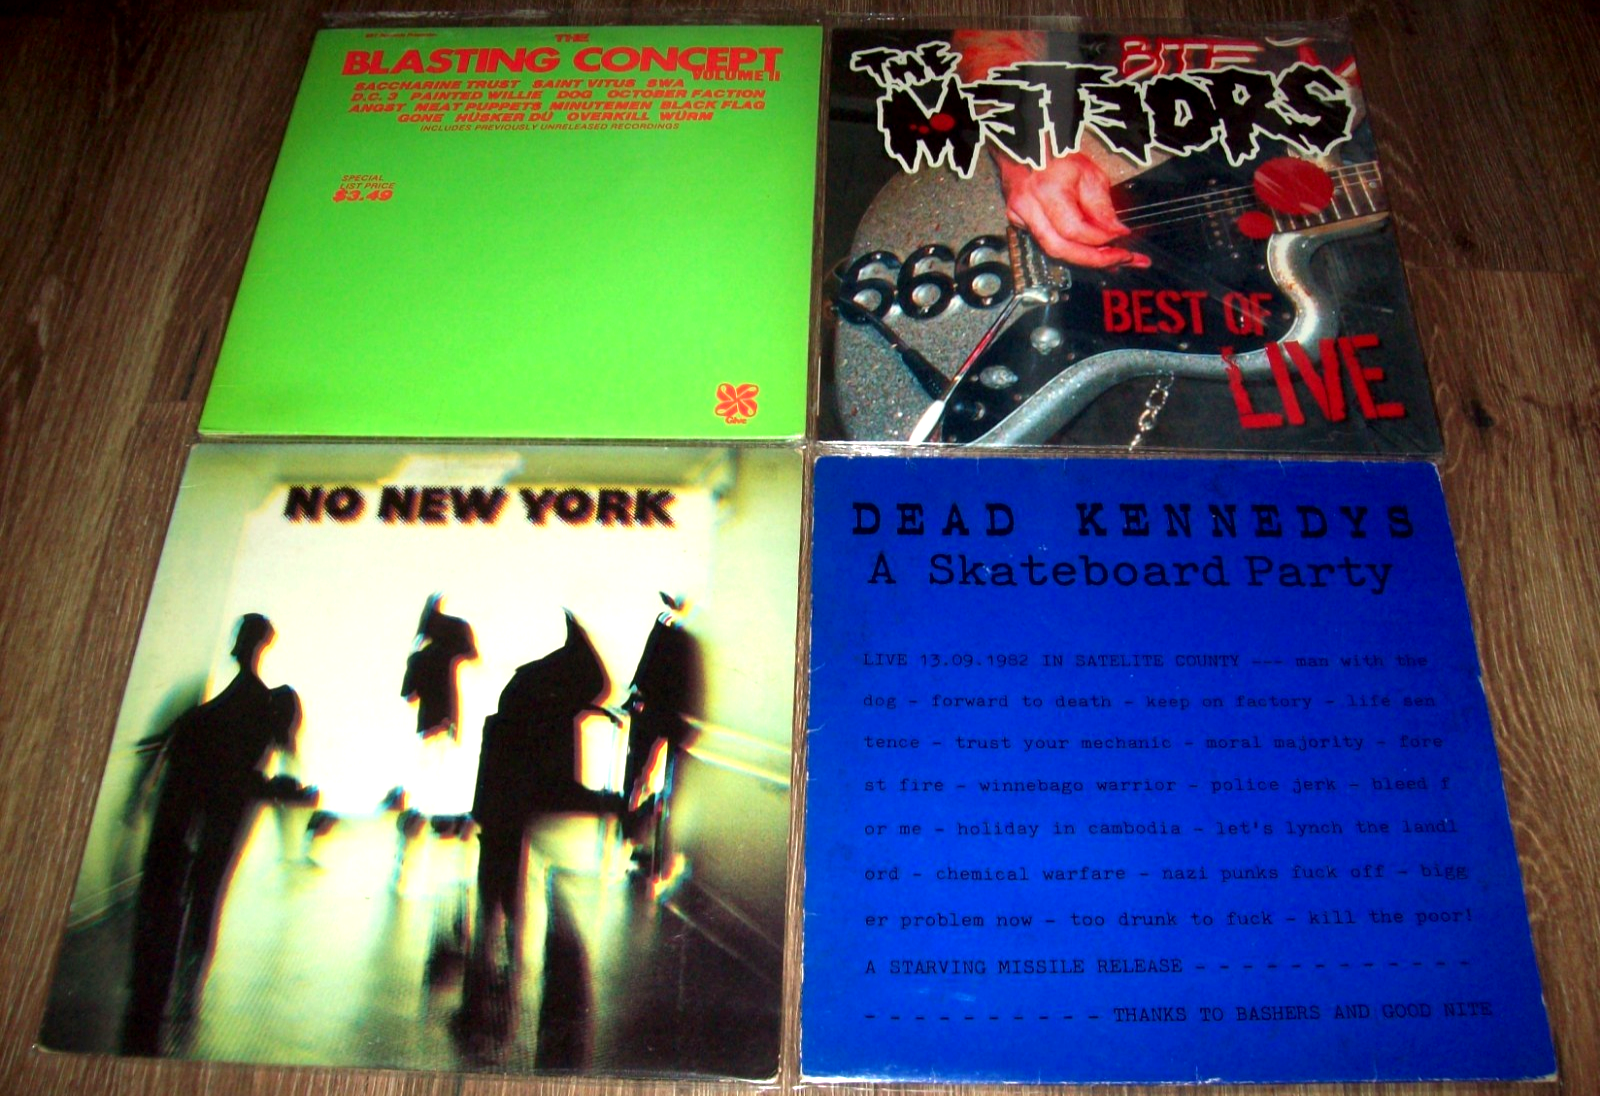 THE
BLASTING CONCEPT
VOLUME II
SACCHARINE TRUST SAINT VITUS SWA
D.C. 3 PAINTED WILLIE DOG OCTOBER FACTION
ANGST MEAT PUPPETS MINUTEMEN BLACK FLAG
GONE HÜSKER DÜ OVERKILL WÜRM
INCLUDES PREVIOUSLY UNRELEASED RECORDINGS
SPECIAL
LIST PRICE
$3.49
THE
METEORS
666
BEST OF
LIVE
NO NEW YORK
DEAD KENNEDYS
A Skateboard Party
LIVE 13.09.1982 IN SATELITE COUNTY --- man with the
dog - forward to death - keep on factory - life sen
tence - trust your mechanic - moral majority - fore
st fire - winnebago warrior - police jerk - bleed f
or me - holiday in cambodia - let's lynch the landl
ord - chemical warfare - nazi punks fuck off - bigg
er problem now - too drunk to fuck - kill the poor!
A STARVING MISSILE RELEASE - - - - - - - - - - - -
- - - - - - - - - - THANKS TO BASHERS AND GOOD NITE